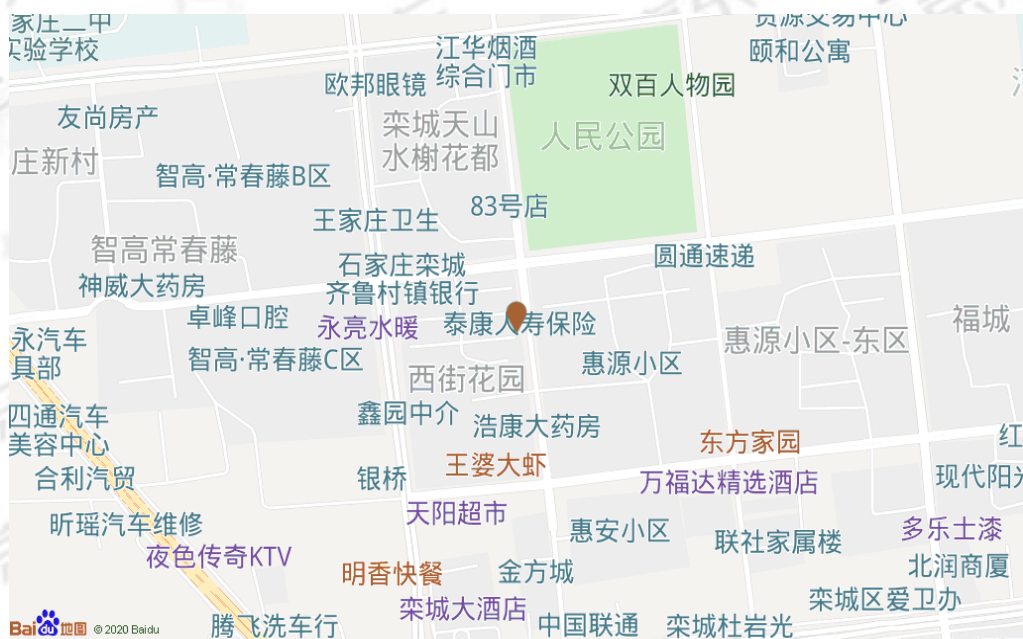 家庄二中
实验学校
资源交易中心
江华烟酒
综合门市
颐和公寓
欧邦眼镜
双百人物园
友尚房产
栾城天山
水榭花都
人民公园
庄新村
智高·常春藤B区
83号店
王家庄卫生
智高常春藤
圆通速递
石家庄栾城
齐鲁村镇银行
神威大药房
卓峰口腔
永亮水暖
泰康人寿保险
福城
永汽车
具部
惠源小区-东区
智高·常春藤C区
惠源小区
西街花园
四通汽车
美容中心
鑫园中介
浩康大药房
东方家园
红
王婆大虾
合利汽贸
银桥
万福达精选酒店
现代阳光
天阳超市
昕瑶汽车维修
惠安小区
联社家属楼
多乐士漆
夜色传奇KTV
明香快餐
金方城
北润商厦
栾城大酒店
栾城区爱卫办
腾飞洗车行
中国联通
栾城杜岩光
Bai du 地图 © 2020 Baidu